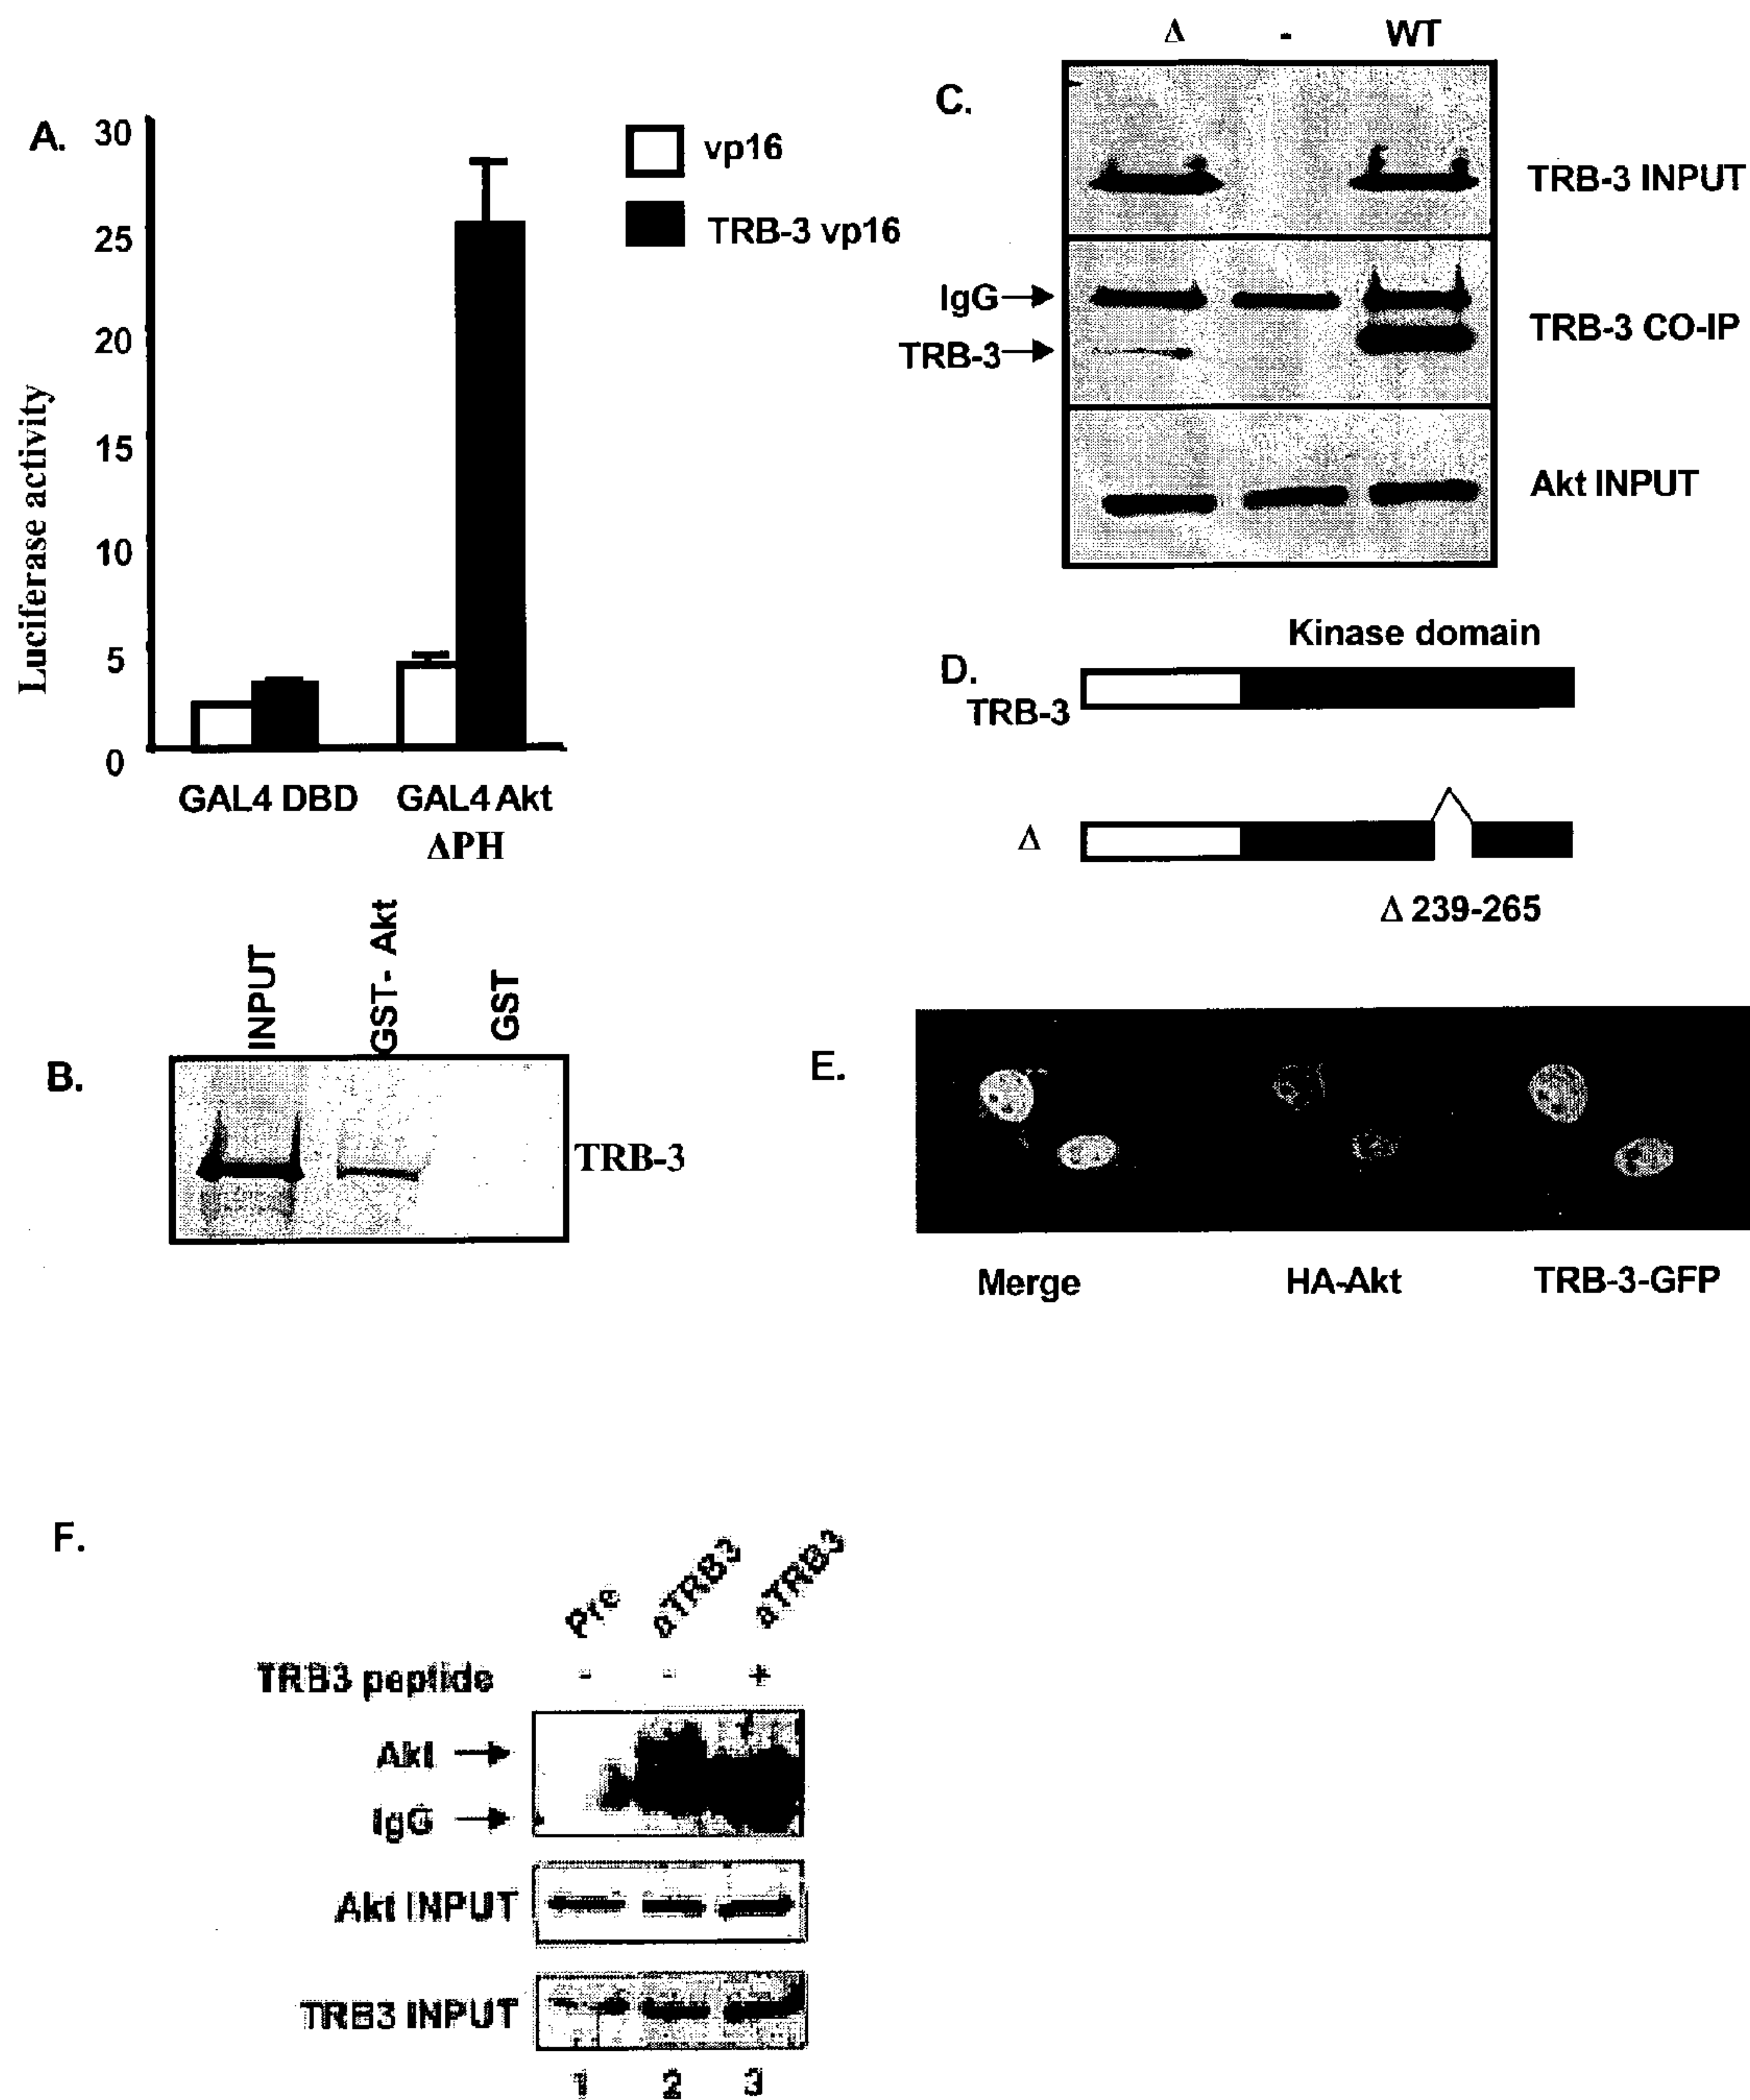 A.
30
25
20
15
10
5
0
Luciferase activity
vp16
TRB-3 vp16
GAL4 DBD
GAL4 Akt
ΔPH
B.
INPUT
GST- Akt
GST
TRB-3
C.
Δ - WT
TRB-3 INPUT
IgG
TRB-3
TRB-3 CO-IP
Akt INPUT
D.
Kinase domain
TRB-3
Δ
Δ 239-265
E.
Merge
HA-Akt
TRB-3-GFP
F.
Pre
αTRB3
αTRB3
TRB3 peptide - - +
Akt
IgG
Akt INPUT
TRB3 INPUT
1 2 3